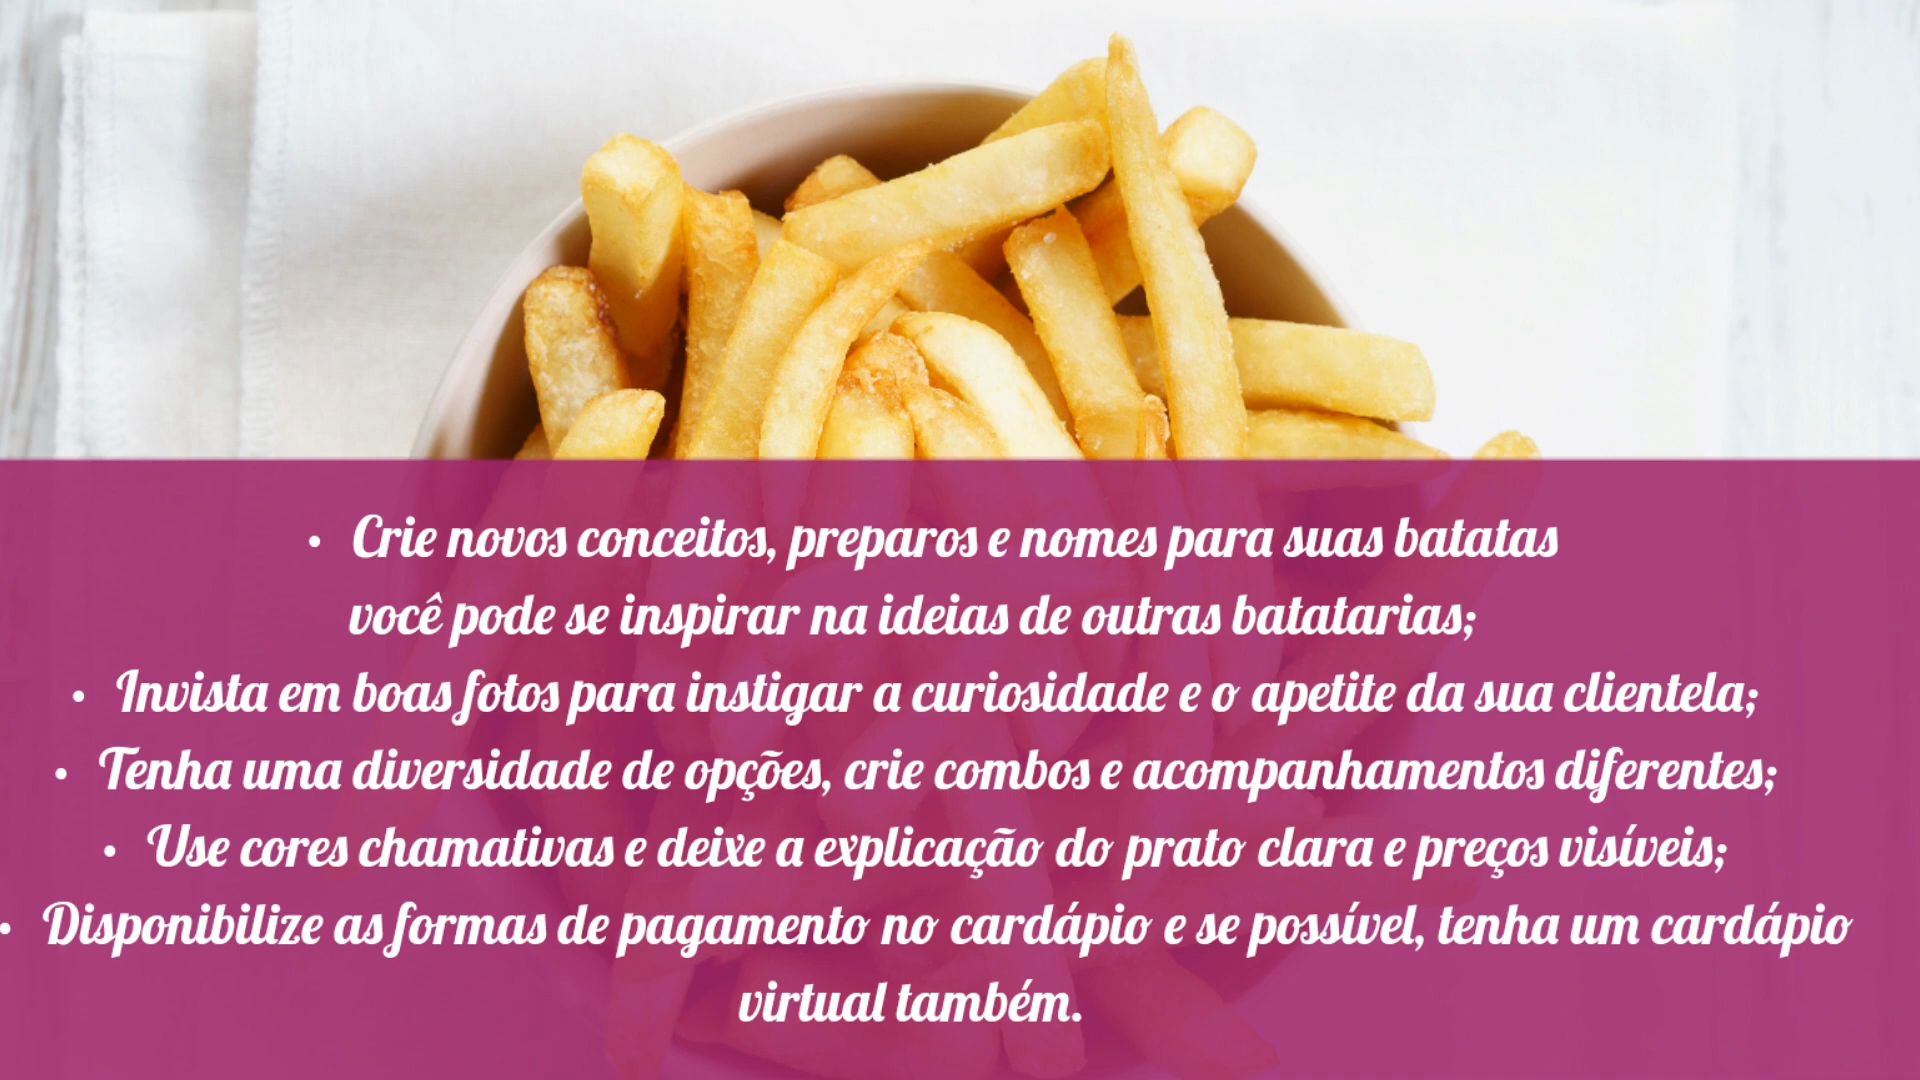 • Crie novos conceitos, preparos e nomes para suas batatas
você pode se inspirar na ideias de outras batatarias;
• Invista em boas fotos para instigar a curiosidade e o apetite da sua clientela;
• Tenha uma diversidade de opções, crie combos e acompanhamentos diferentes;
• Use cores chamativas e deixe a explicação do prato clara e preços visíveis;
• Disponibilize as formas de pagamento no cardápio e se possível, tenha um cardápio
virtual também.